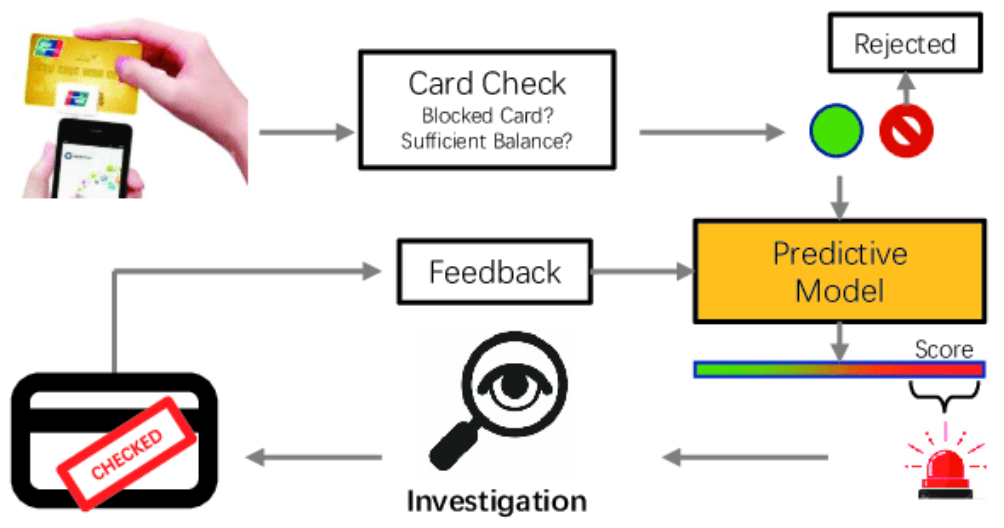 Card Check
Blocked Card?
Sufficient Balance?
Rejected
Predictive
Model
Feedback
Score
CHECKED
Investigation